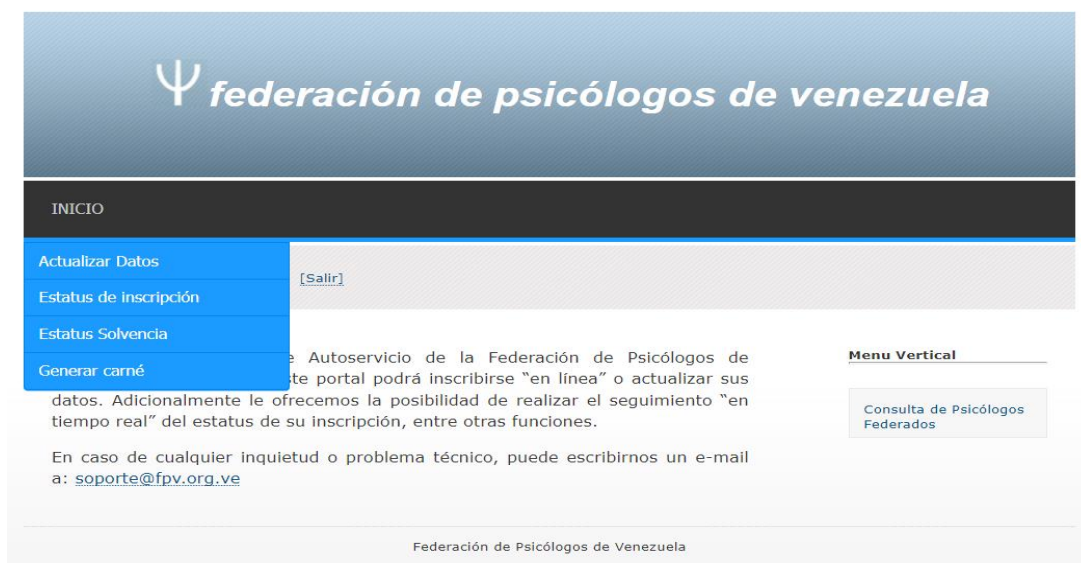 Ψ federación de psicólogos de venezuela
INICIO
Actualizar Datos
Estatus de inscripción
Estatus Solvencia
Generar carné
[Salir]
Autoservicio de la Federación de Psicólogos de
portal podrá inscribirse “en línea” o actualizar sus
datos. Adicionalmente le ofrecemos la posibilidad de realizar el seguimiento “en
tiempo real” del estatus de su inscripción, entre otras funciones.
En caso de cualquier inquietud o problema técnico, puede escribirnos un e-mail
a: soporte@fpv.org.ve
Menu Vertical
Consulta de Psicólogos
Federados
Federación de Psicólogos de Venezuela